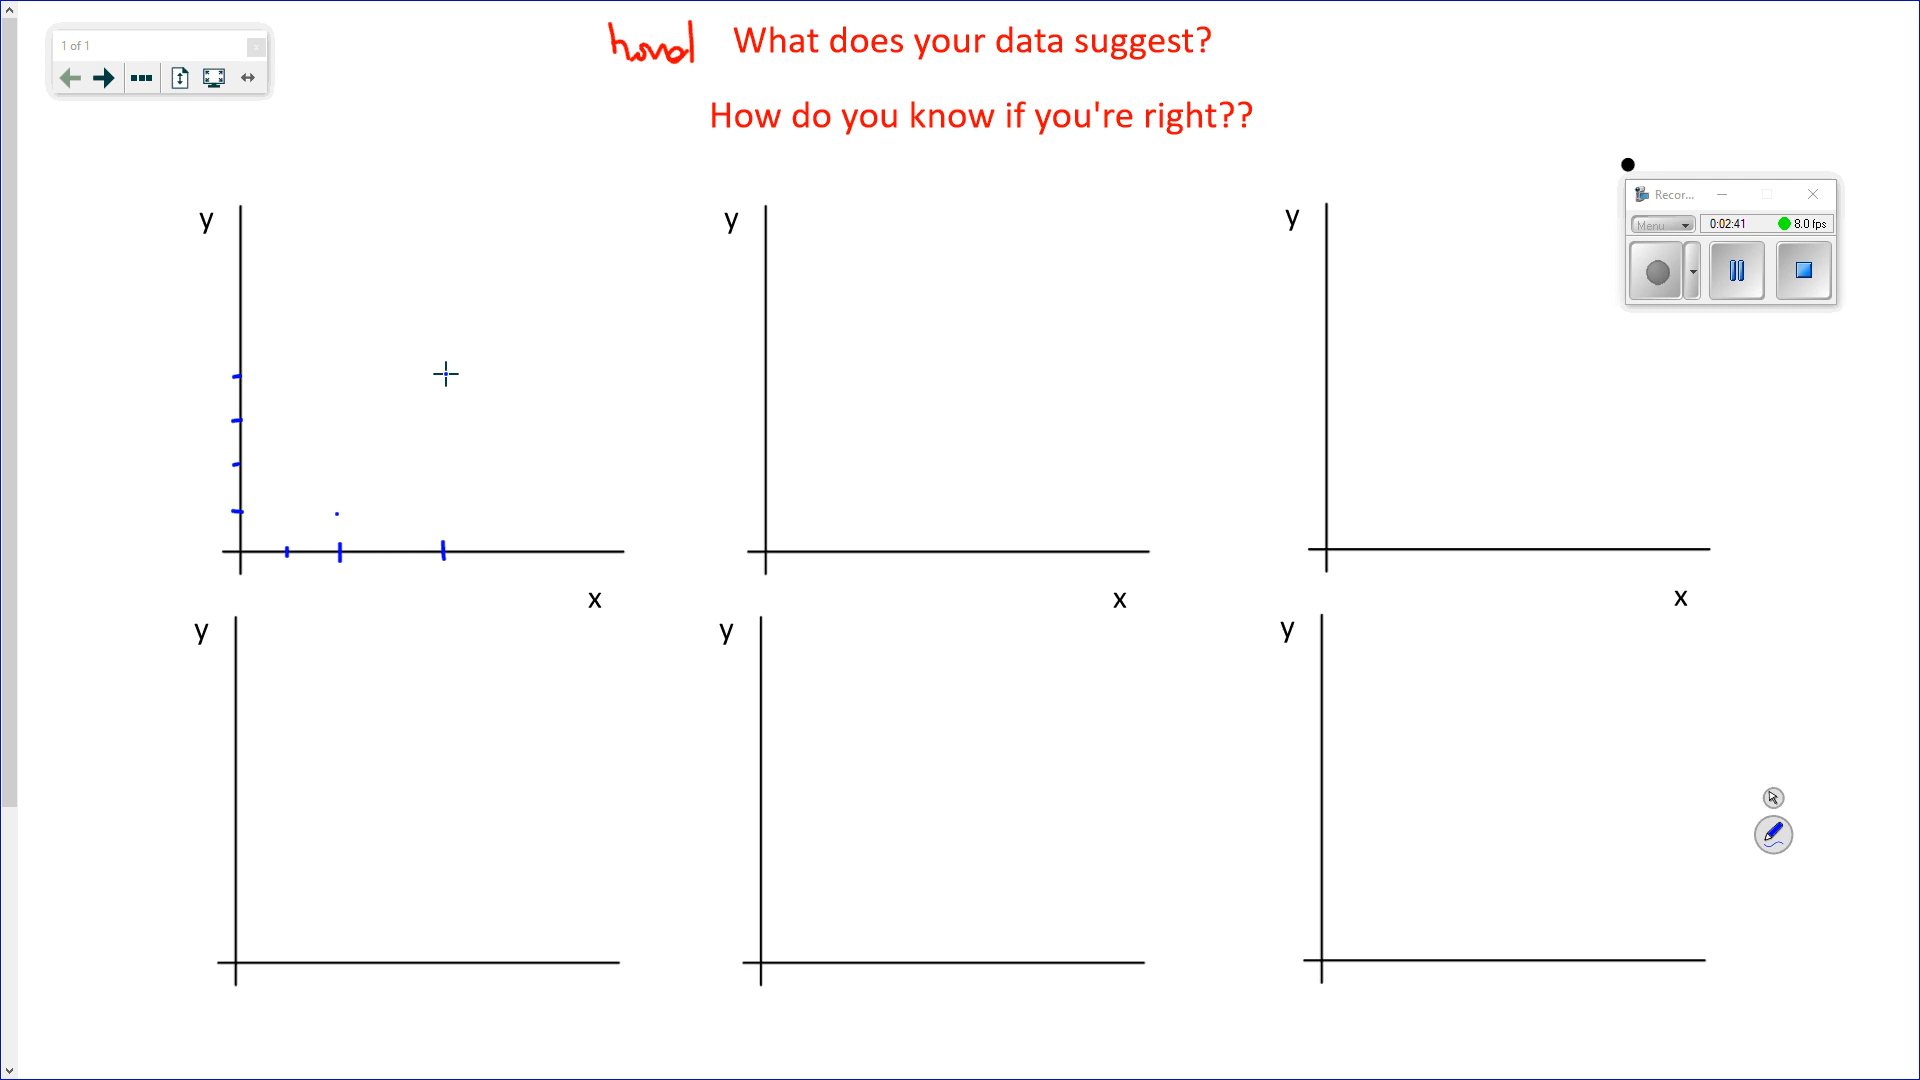 1 of 1
What does your data suggest?
How do you know if you're right??
Recor...
Menu
0:02:41
8.0 fps
y
y
y
x
x
x
y
y
y